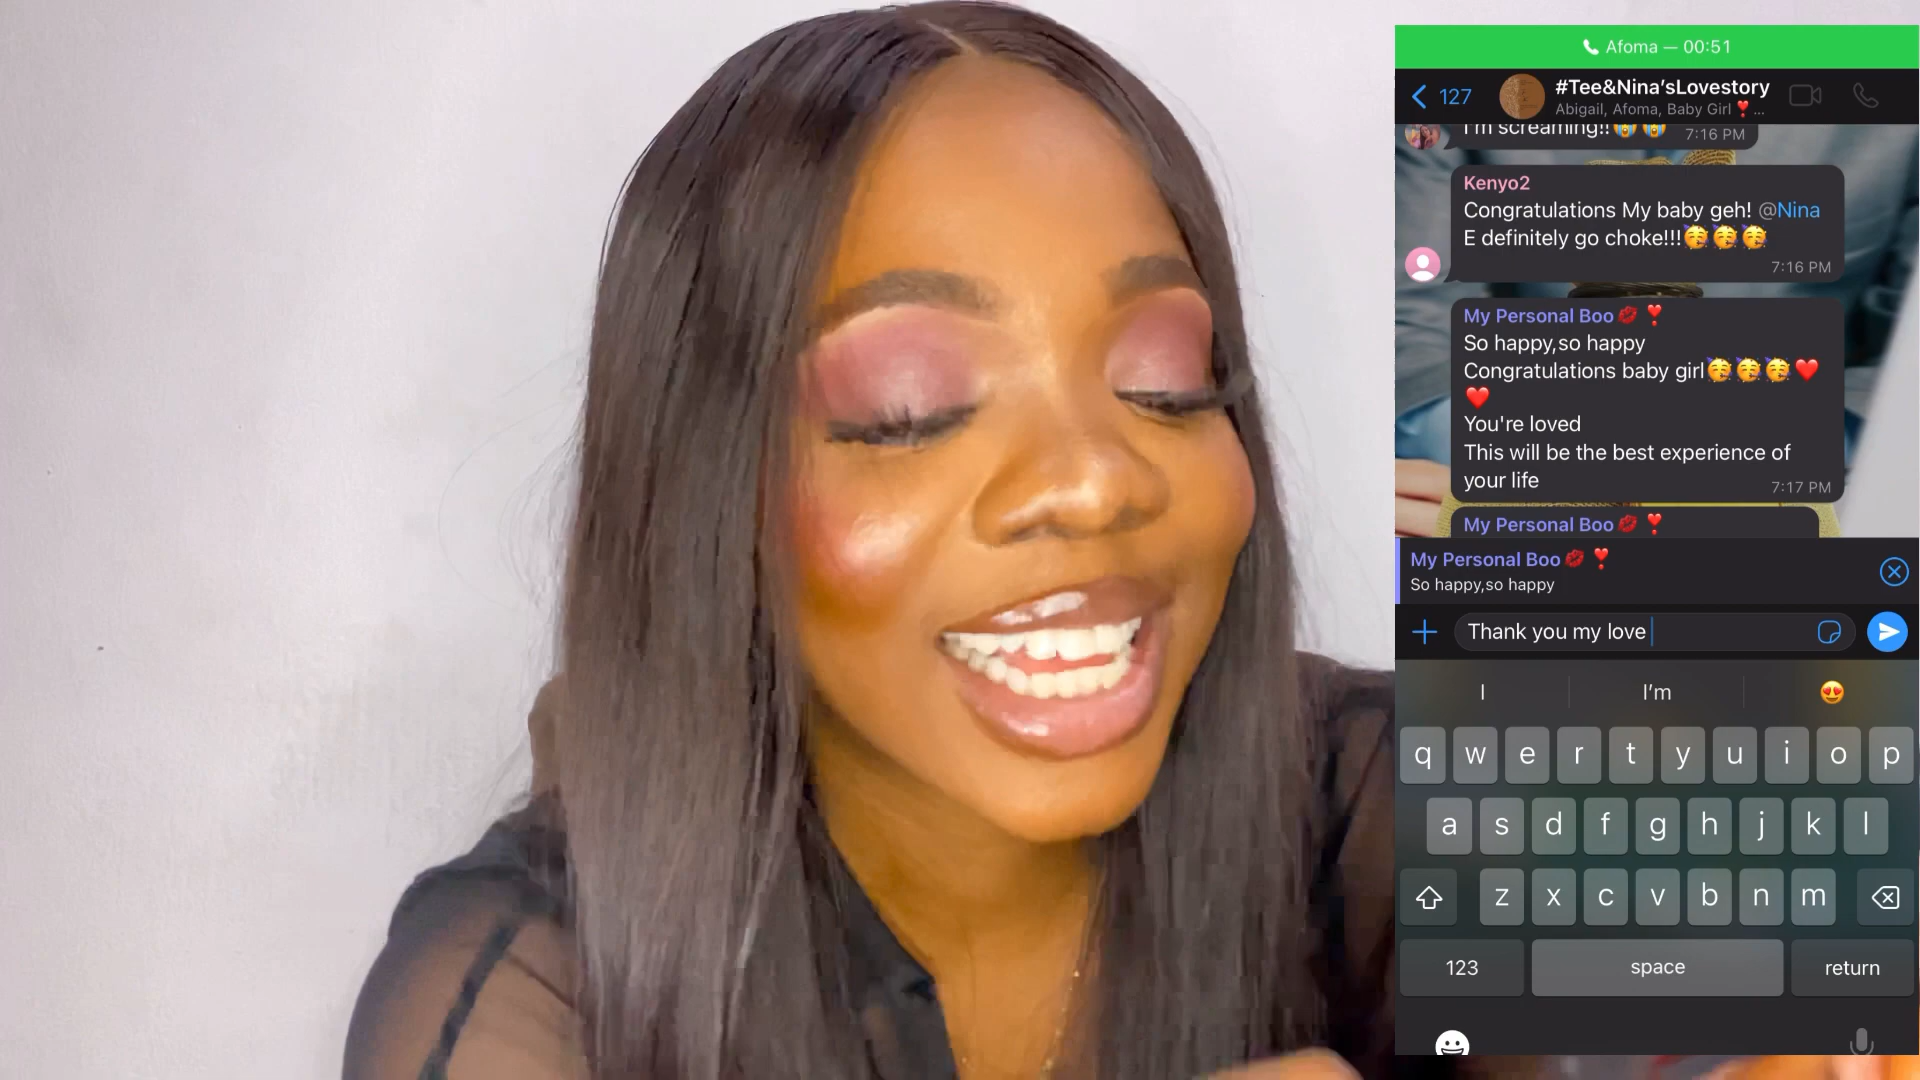 Afoma — 00:51
127
#Tee&Nina'sLovestory
Abigail, Afoma, Baby Girl❣️...
I'm screaming!!😭😭
7:16 PM
Kenyo2
Congratulations My baby geh! @Nina
E definitely go choke!!!🥳🥳🥳
7:16 PM
My Personal Boo💋❣️
So happy,so happy
Congratulations baby girl🥳🥳🥳❤️
❤️
You're loved
This will be the best experience of
your life
7:17 PM
My Personal Boo💋❣️
My Personal Boo💋❣️
So happy,so happy
Thank you my love
I I'm 😍
q w e r t y u i o p
a s d f g h j k l
z x c v b n m
123 space return